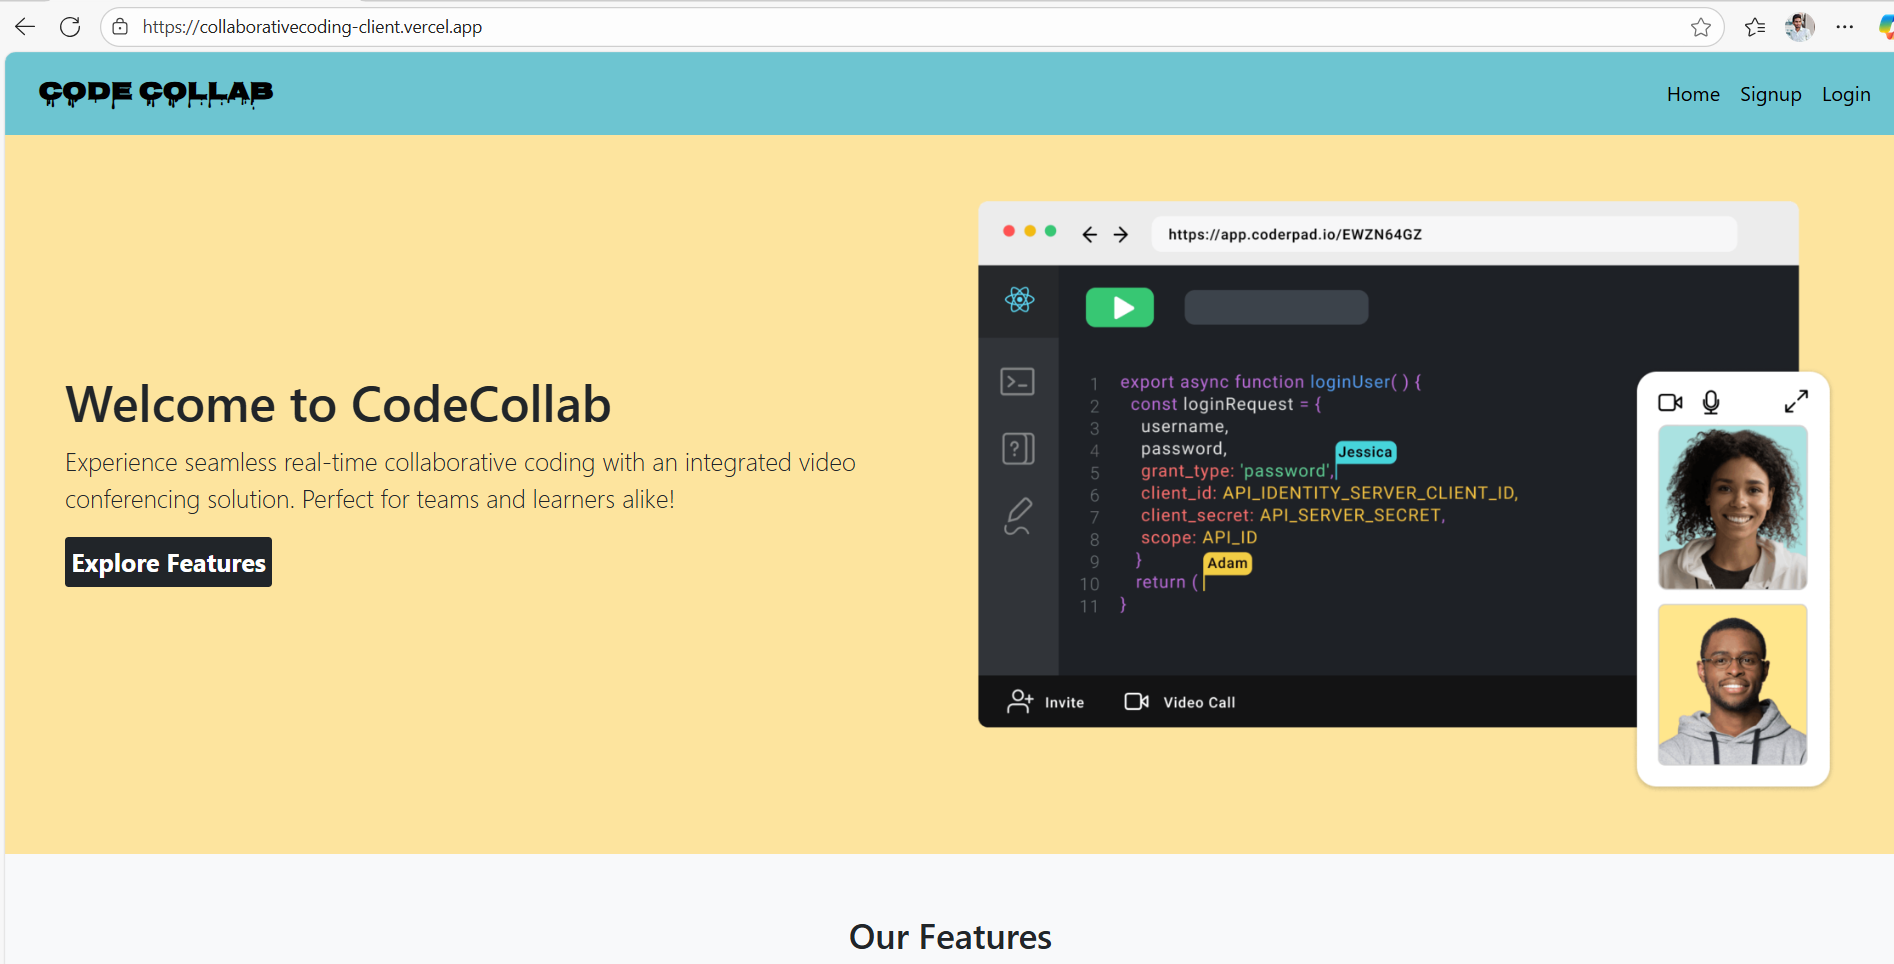 https://collaborativecoding-client.vercel.app
CODE COLLAB
Home Signup Login
Welcome to CodeCollab
Experience seamless real-time collaborative coding with an integrated video
conferencing solution. Perfect for teams and learners alike!
Explore Features
https://app.coderpad.io/EWZN64GZ
1 export async function loginUser( ) {
2 const loginRequest = {
3 username,
4 password,
Jessica
5 grant_type: 'password',
6 client_id: API_IDENTITY_SERVER_CLIENT_ID,
7 client_secret: API_SERVER_SECRET,
8 scope: API_ID
9 }
Adam
10 return (
11 }
Invite Video Call
Our Features